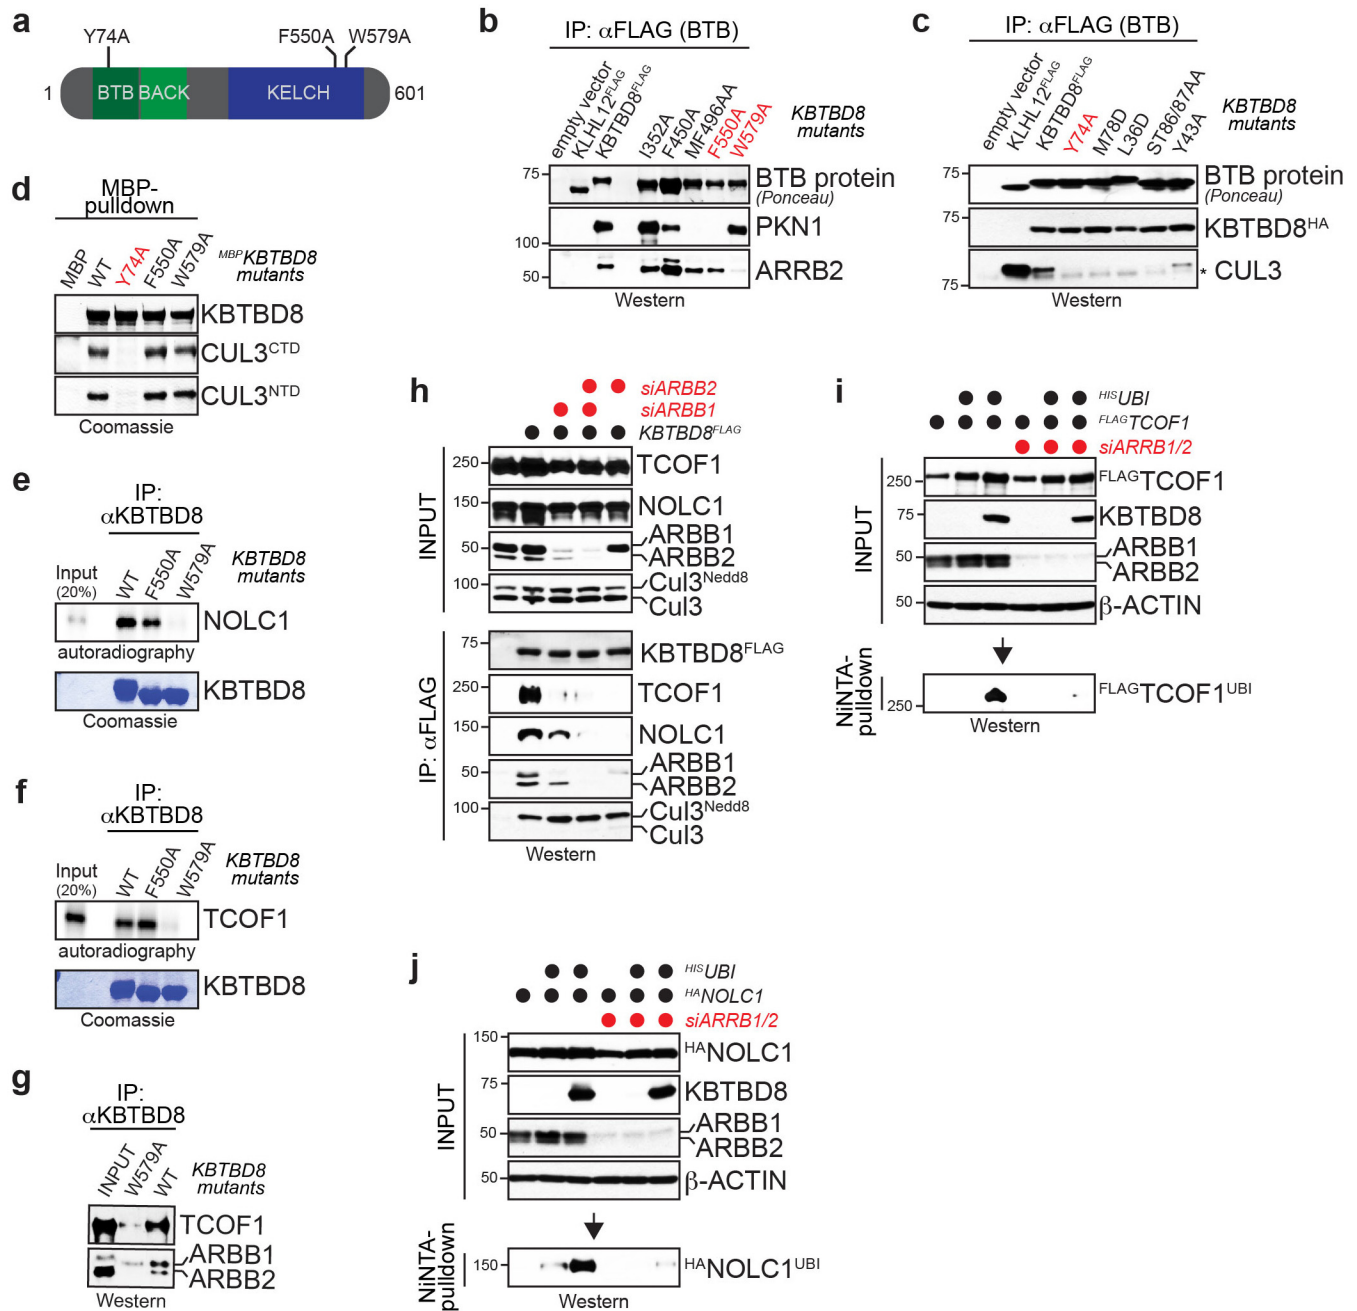 a
Y74A
F550A
W579A
1
BTB
BACK
KELCH
601
b
IP: αFLAG (BTB)
empty vector
KLHL12FLAG
KBTBD8FLAG
I352A
F450A
MF496AA
F550A
W579A
KBTBD8
mutants
75
BTB protein
(Ponceau)
PKN1
100
ARRB2
50
Western
c
IP: αFLAG (BTB)
empty vector
KLHL12FLAG
KBTBD8FLAG
Y74A
M78D
L36D
ST86/87AA
Y43A
KBTBD8
mutants
75
BTB protein
(Ponceau)
75
KBTBD8HA
75
* CUL3
Western
d
MBP-
pulldown
MBP
WT
Y74A
F550A
W579A
MBPKBTBD8
mutants
KBTBD8
CUL3CTD
CUL3NTD
Coomassie
e
IP:
αKBTBD8
Input
(20%)
WT
F550A
W579A
KBTBD8
mutants
NOLC1
autoradiography
KBTBD8
Coomassie
f
IP:
αKBTBD8
Input
(20%)
WT
F550A
W579A
KBTBD8
mutants
TCOF1
autoradiography
KBTBD8
Coomassie
g
IP:
αKBTBD8
INPUT
W579A
WT
KBTBD8
mutants
TCOF1
ARBB1
ARBB2
Western
h
siARBB2
siARBB1
KBTBD8FLAG
INPUT
250
TCOF1
150
NOLC1
50
ARBB1
ARBB2
100
Cul3Nedd8
Cul3
IP: αFLAG
75
KBTBD8FLAG
250
TCOF1
150
NOLC1
50
ARBB1
ARBB2
100
Cul3Nedd8
Cul3
Western
i
HISUBI
FLAGTCOF1
siARRB1/2
INPUT
250
FLAGTCOF1
75
KBTBD8
50
ARBB1
ARBB2
50
β-ACTIN
NiNTA-
pulldown
250
FLAGTCOF1UBI
Western
j
HISUBI
HANOLC1
siARRB1/2
INPUT
150
HANOLC1
75
KBTBD8
50
ARBB1
ARBB2
50
β-ACTIN
NiNTA-
pulldown
150
HANOLC1UBI
Western